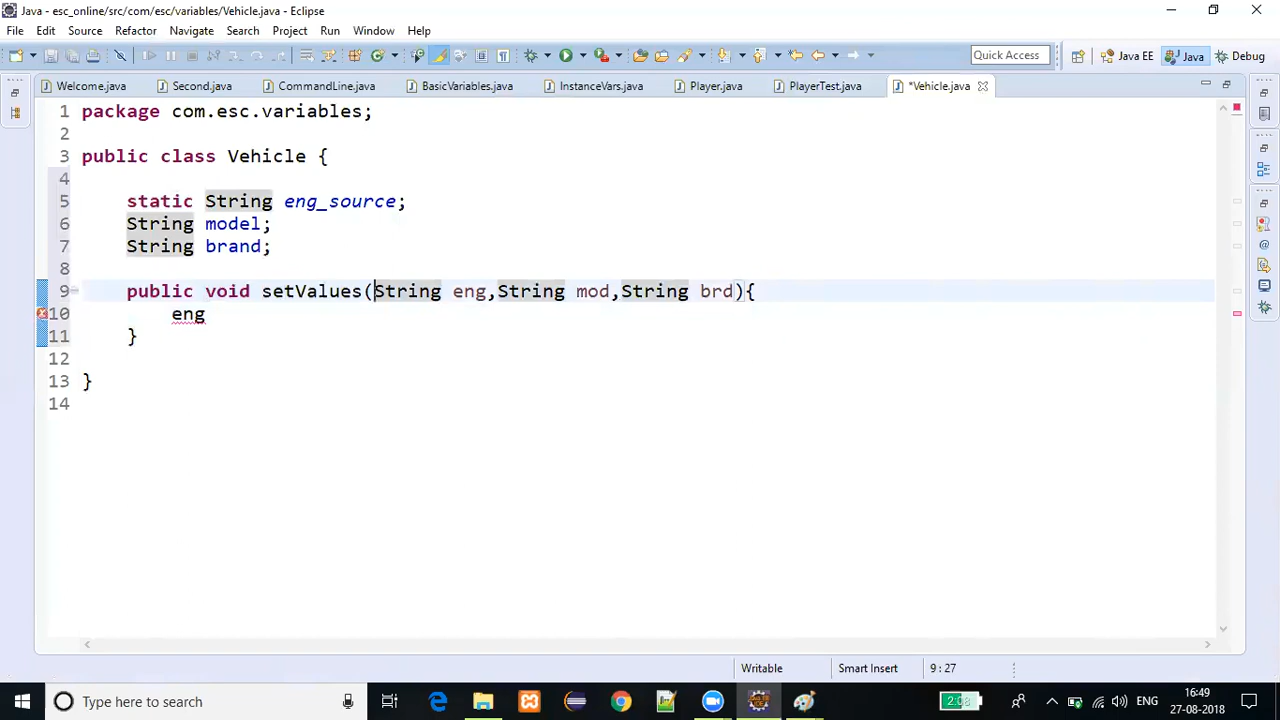 Java - esc_online/src/com/esc/variables/Vehicle.java - Eclipse
File Edit Source Refactor Navigate Search Project Run Window Help
Quick Access Java EE Java Debug
Welcome.java Second.java CommandLine.java BasicVariables.java InstanceVars.java Player.java PlayerTest.java *Vehicle.java
1 package com.esc.variables;
2
3 public class Vehicle {
4
5 static String eng_source;
6 String model;
7 String brand;
8
9 public void setValues(String eng,String mod,String brd){
10 eng
11 }
12
13 }
14
Writable Smart Insert 9 : 27
Type here to search 2:08 ENG 16:49
27-08-2018